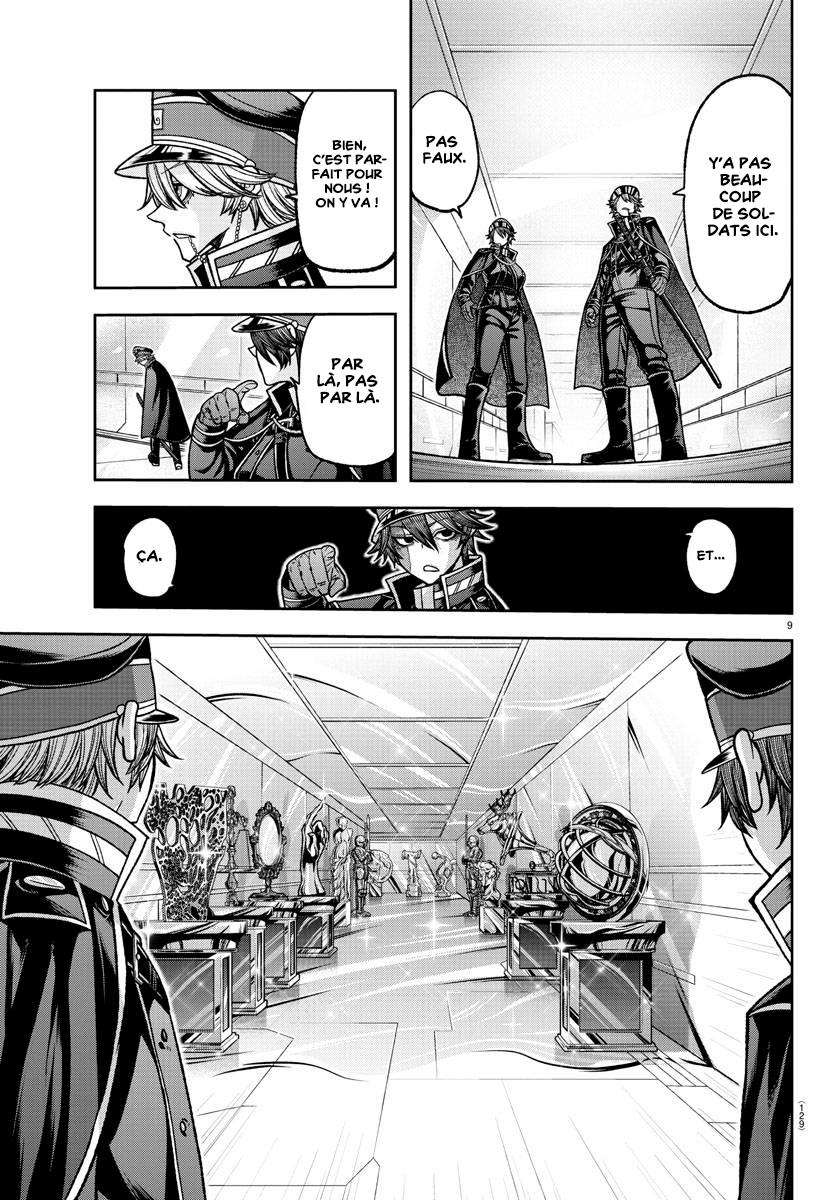 Y'A PAS
BEAU-
COUP
DE SOL-
DATS ICI.
PAS
FAUX.
BIEN,
C'EST PAR-
FAIT POUR
NOUS !
ON Y VA !
PAR
LÀ, PAS
PAR LÀ.
ET...
ÇA.
9
(129)